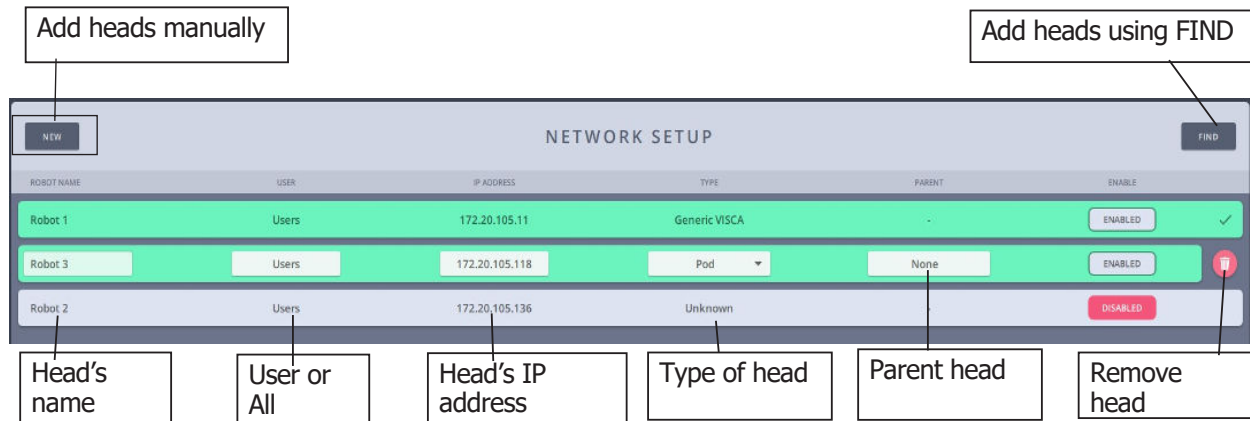 Add heads manually
Add heads using FIND
NEW
NETWORK SETUP
FIND
ROBOT NAME USER IP ADDRESS TYPE PARENT ENABLE
Robot 1 Users 172.20.105.11 Generic VISCA - ENABLED
Robot 3 Users 172.20.105.118 Pod None ENABLED
Robot 2 Users 172.20.105.136 Unknown - DISABLED
Head's
name
User or
All
Head's IP
address
Type of head
Parent head
Remove
head